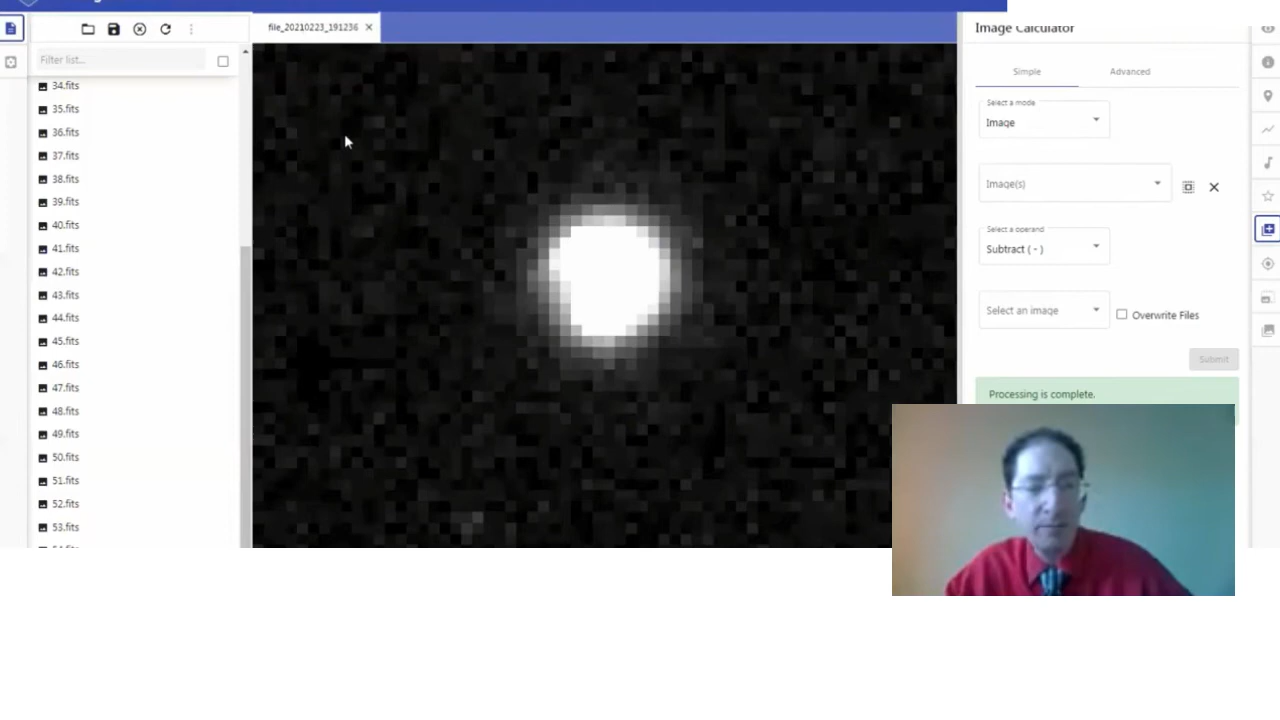 file_20210223_191236
Filter list...
34.fits
35.fits
36.fits
37.fits
38.fits
39.fits
40.fits
41.fits
42.fits
43.fits
44.fits
45.fits
46.fits
47.fits
48.fits
49.fits
50.fits
51.fits
52.fits
53.fits
Image Calculator
Simple
Advanced
Select a mode
Image
Image(s)
Select a operand
Subtract ( - )
Select an image
Overwrite Files
Submit
Processing is complete.